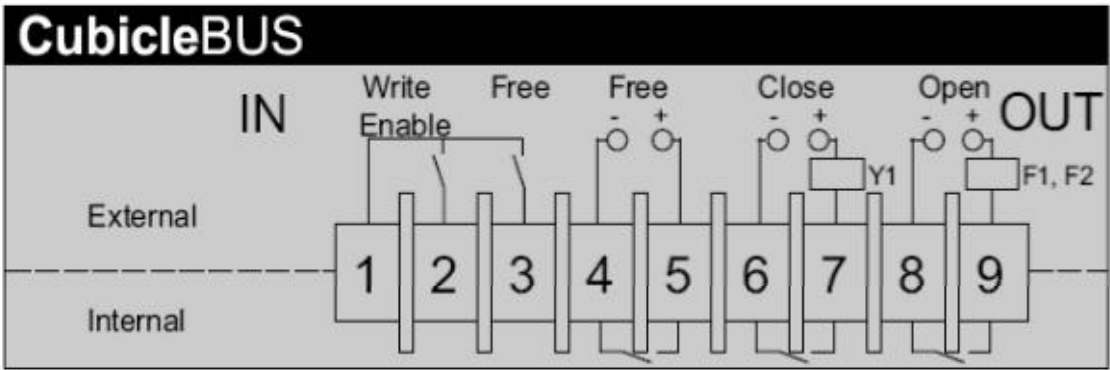 CubicleBUS
IN
Write
Enable
Free
Free
- +
Close
- +
Open
- +
OUT
Y1
F1, F2
External
1 2 3 4 5 6 7 8 9
Internal